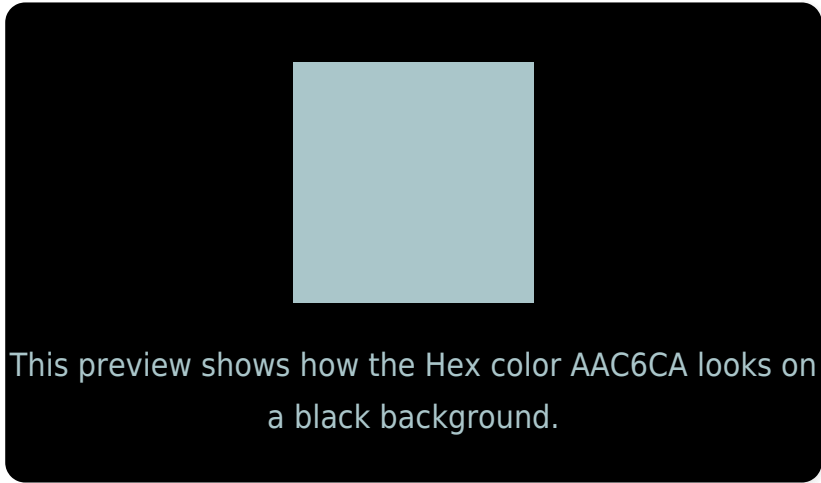 This preview shows how the Hex color AAC6CA looks on
a black background.